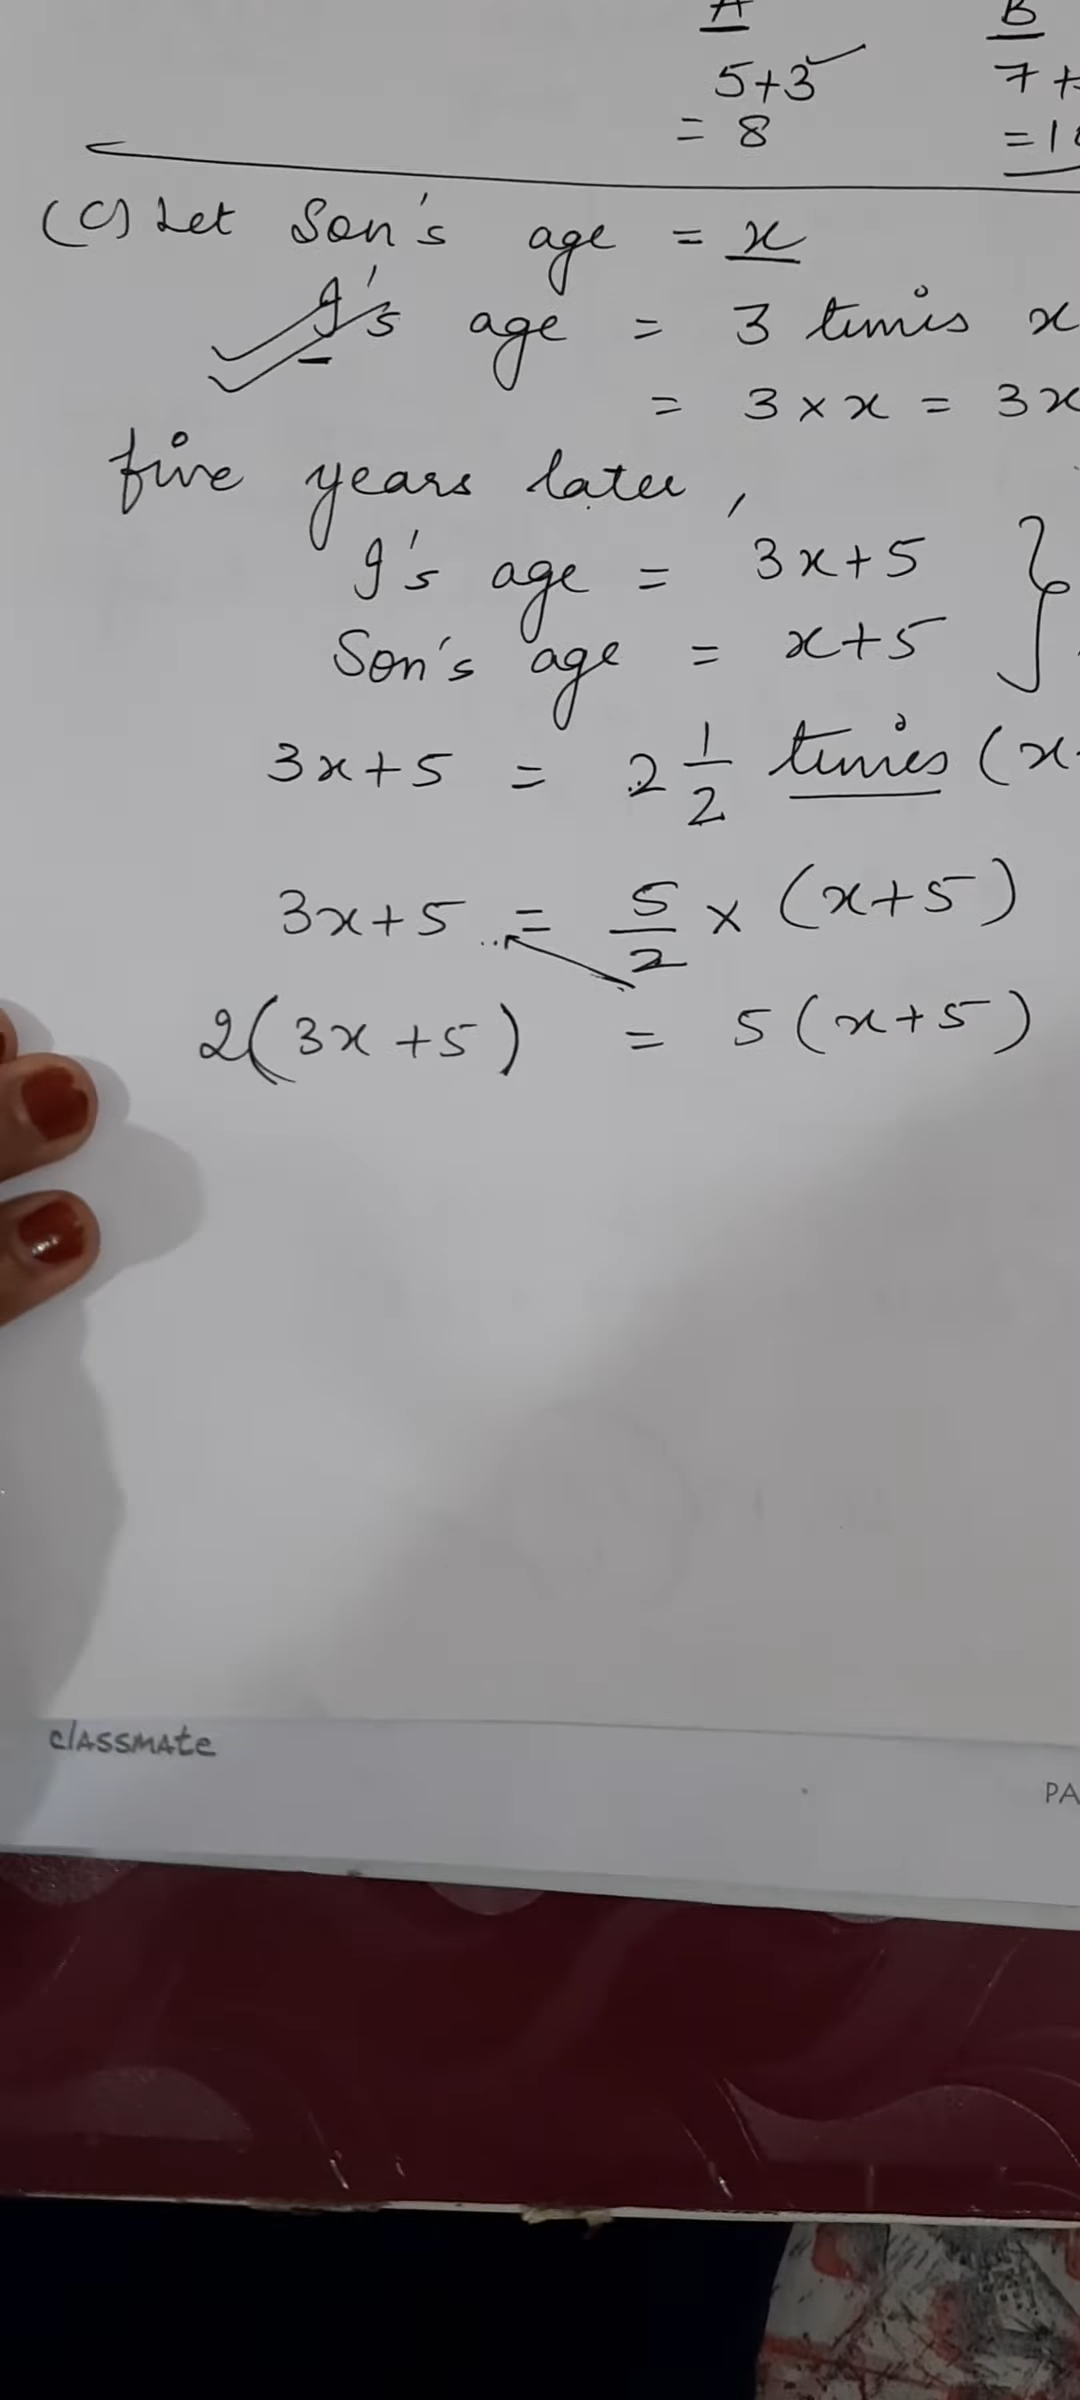 A B
5+3 7+
= 8 =10
(C) Let Son's age = x
I's age = 3 times x
= 3 × x = 3x
five years later,
I's age = 3x+5
Son's age = x+5
3x+5 = 2 1/2 times (x
3x+5 = 5/2 × (x+5)
2(3x+5) = 5(x+5)
classmate
PA